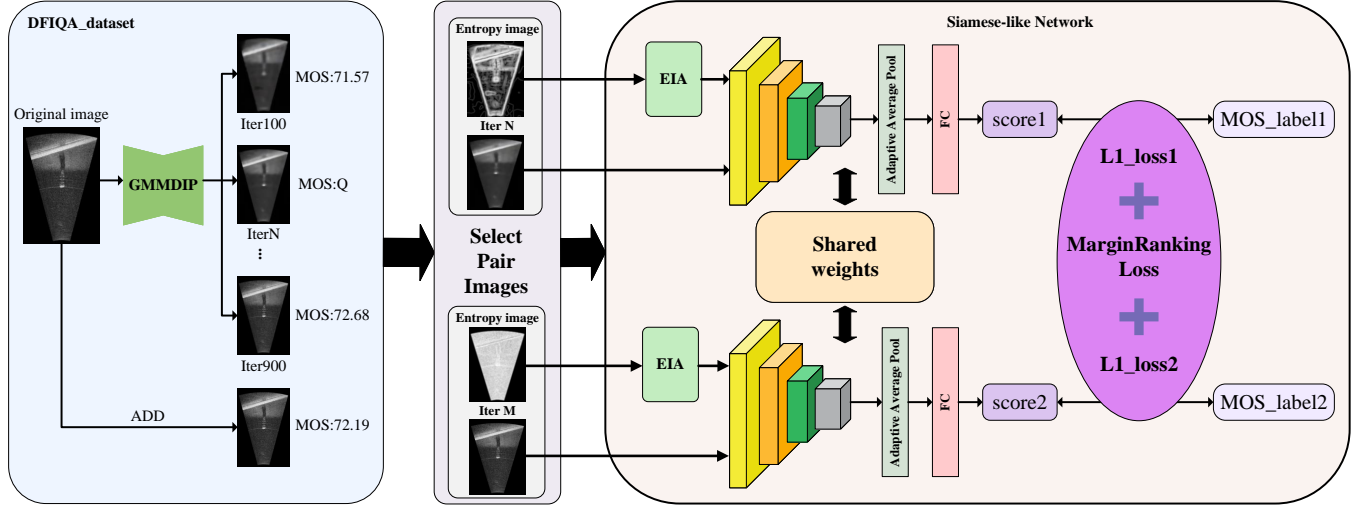 DFIQA_dataset
Original image
GMMDIP
MOS:71.57
Iter100
MOS:Q
IterN
...
MOS:72.68
Iter900
ADD
MOS:72.19
Entropy image
Iter N
Select
Pair
Images
Entropy image
Iter M
Siamese-like Network
EIA
Adaptive Average Pool
FC
score1
MOS_label1
Shared
weights
L1_loss1
+
MarginRanking
Loss
+
L1_loss2
EIA
Adaptive Average Pool
FC
score2
MOS_label2